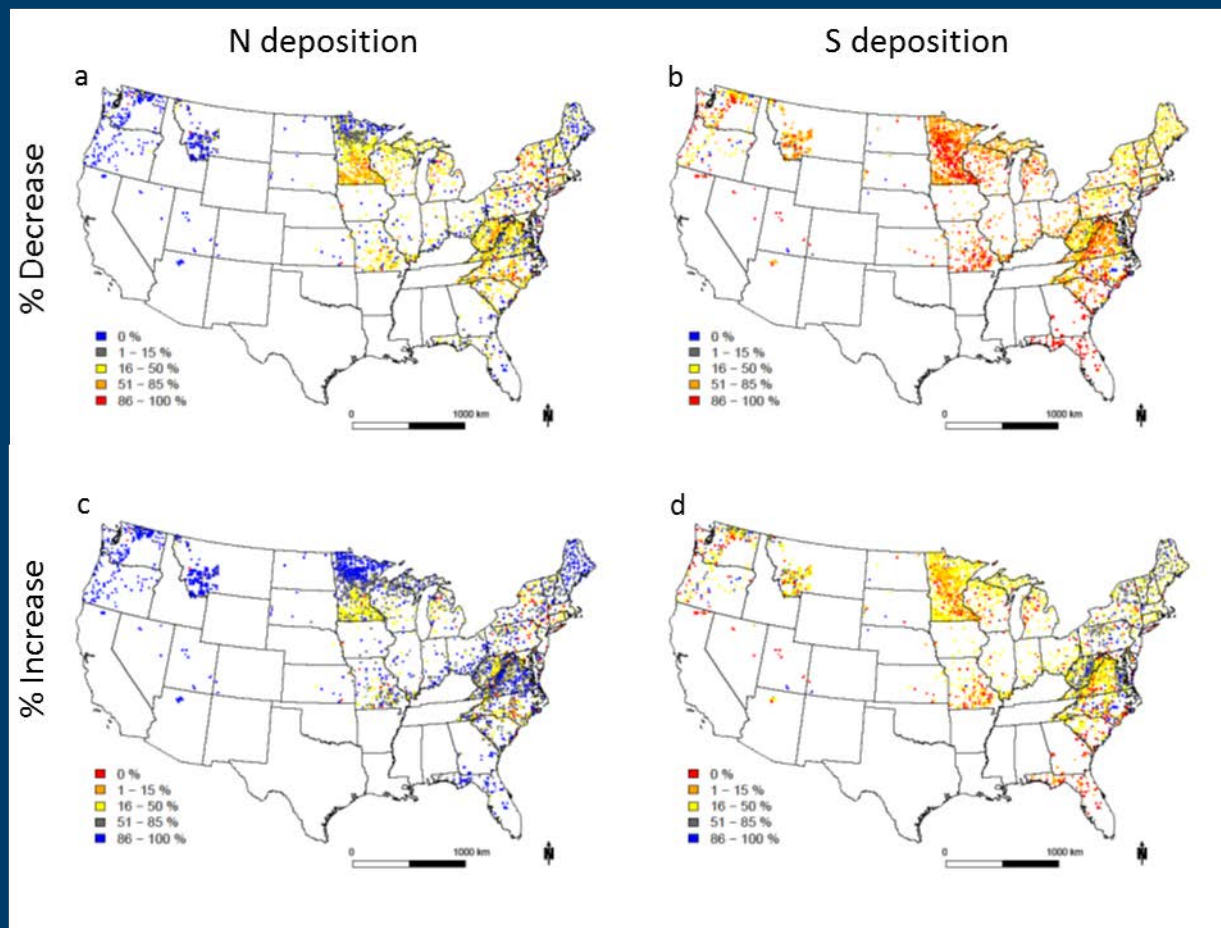 N deposition
S deposition
% Decrease
a
0 %
1 – 15 %
16 – 50 %
51 – 85 %
86 – 100 %
0
1000 km
N
b
0 %
1 – 15 %
16 – 50 %
51 – 85 %
86 – 100 %
0
1000 km
N
% Increase
c
0 %
1 – 15 %
16 – 50 %
51 – 85 %
86 – 100 %
0
1000 km
N
d
0 %
1 – 15 %
16 – 50 %
51 – 85 %
86 – 100 %
0
1000 km
N